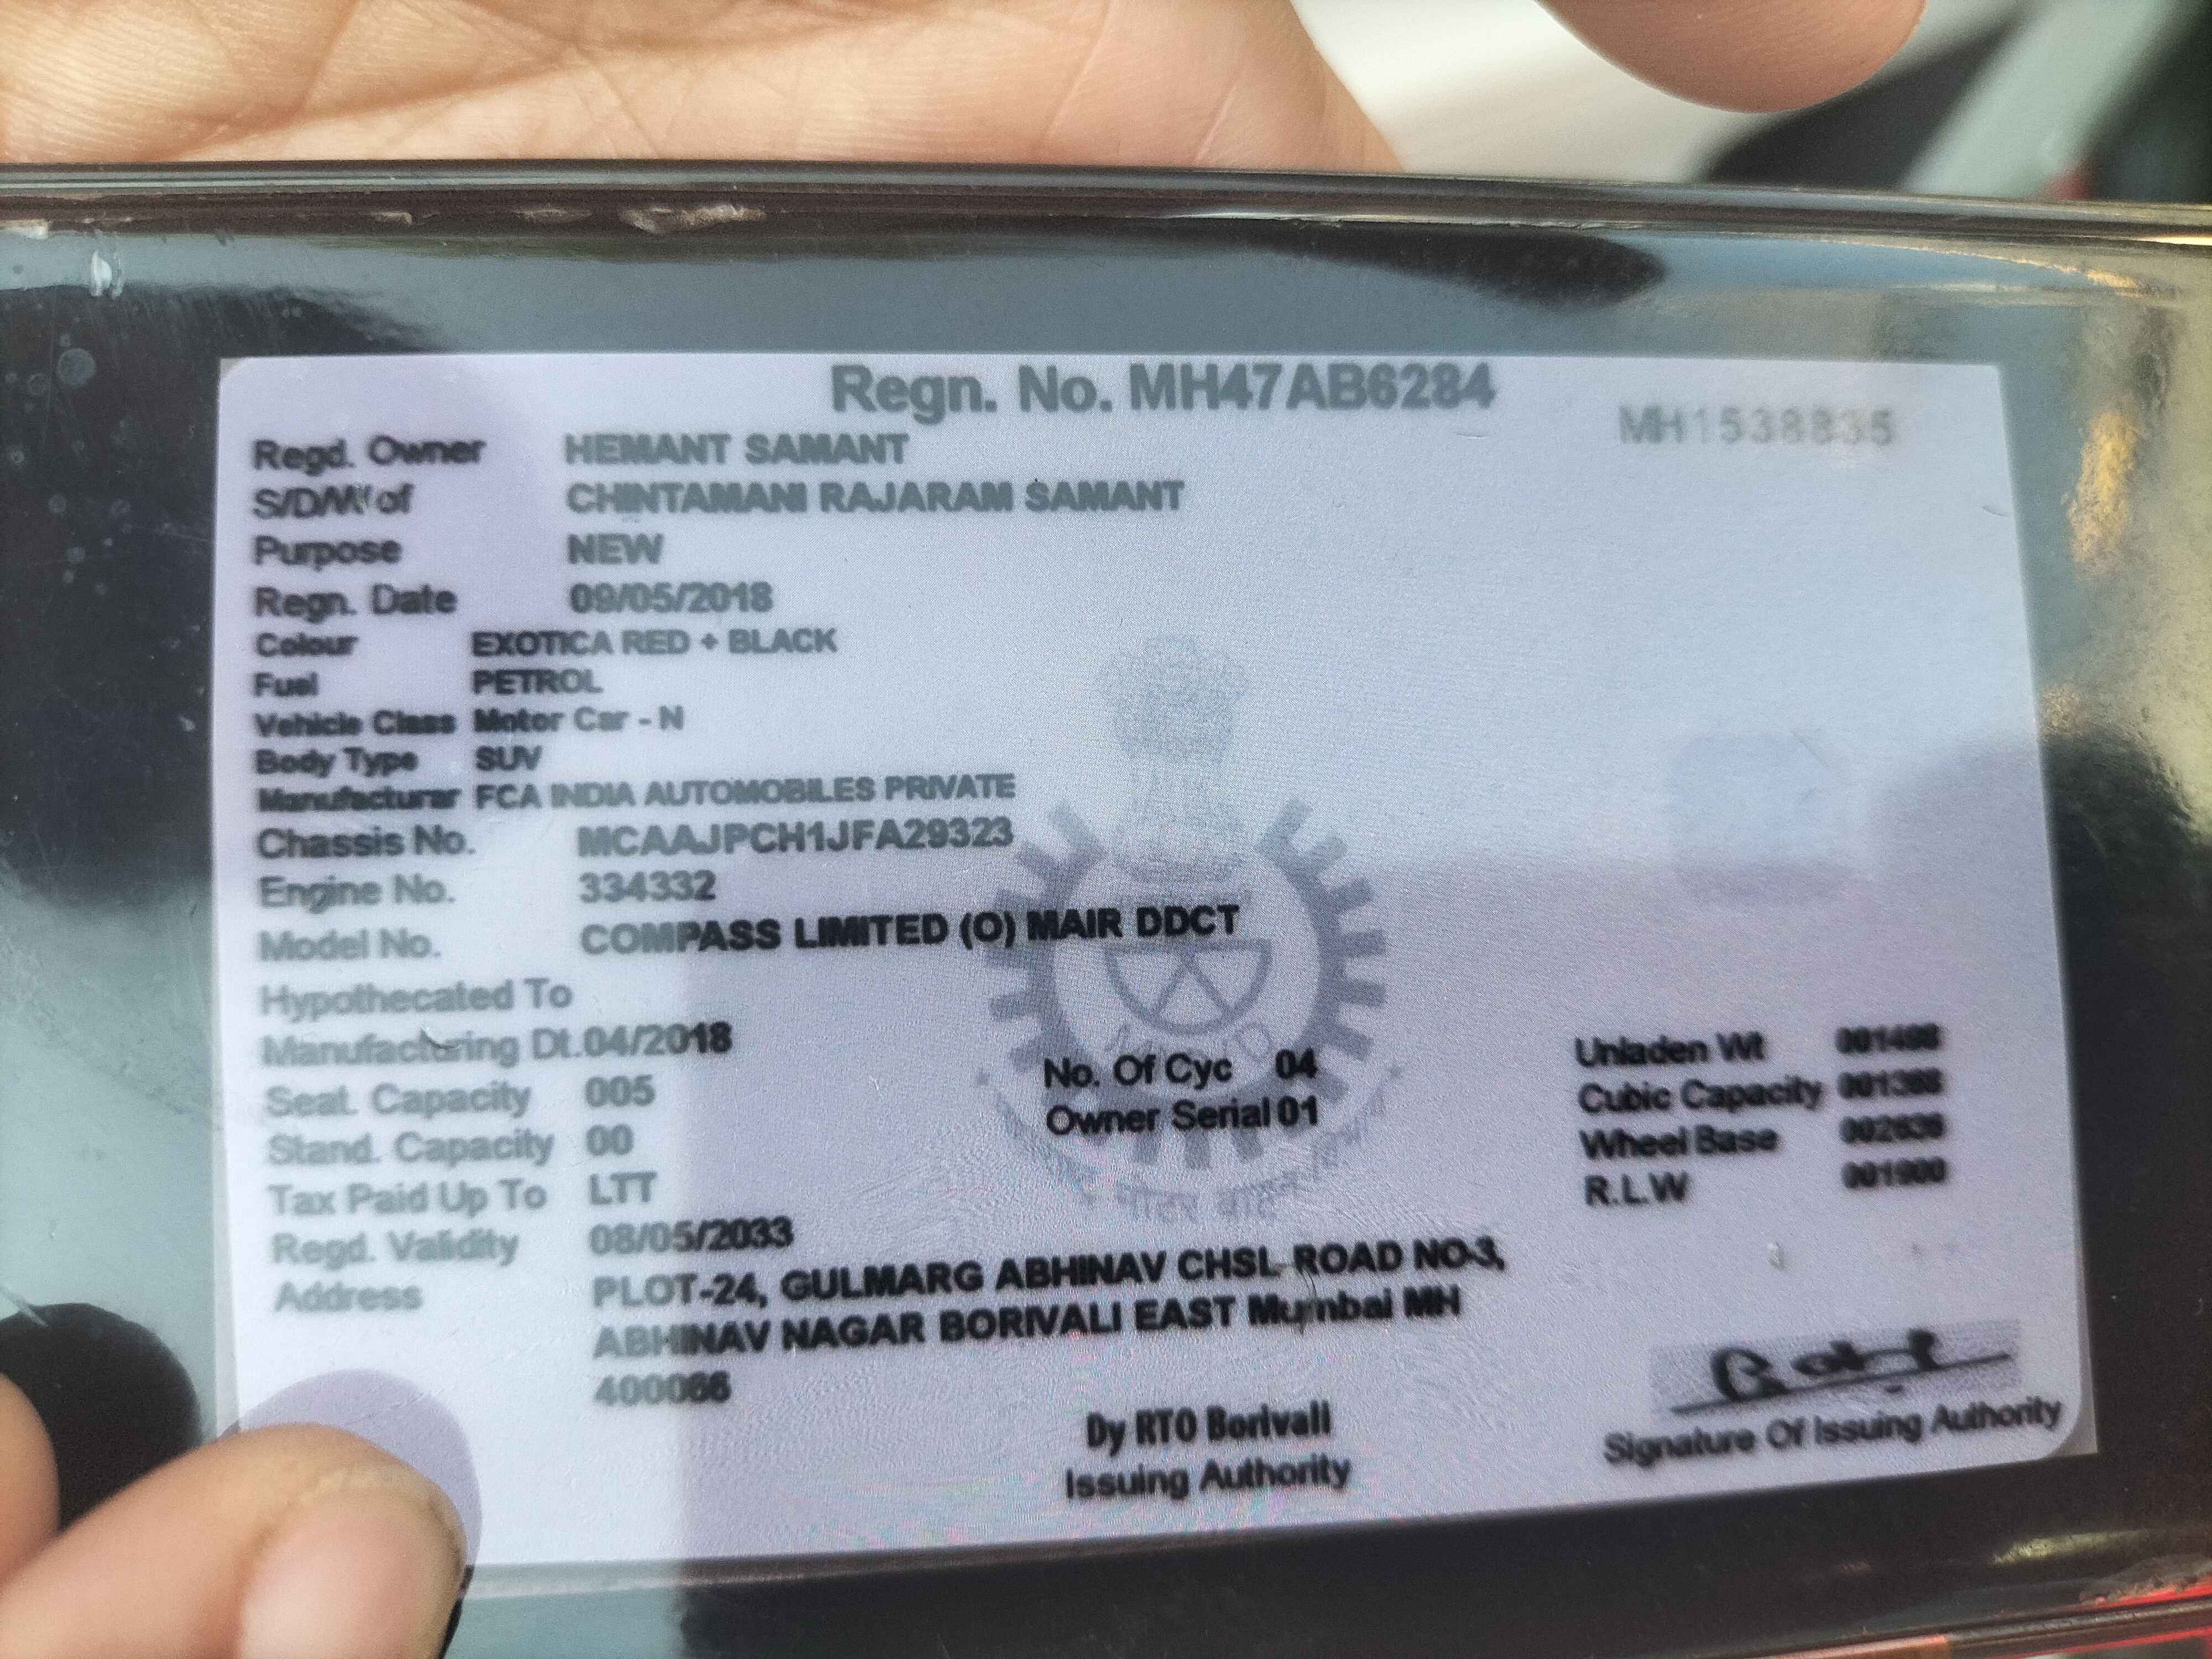 Regn. No. MH47AB6284
MH1538835
Regd. Owner HEMANT SAMANT
S/D/W of CHINTAMANI RAJARAM SAMANT
Purpose NEW
Regn. Date 09/05/2018
Colour EXOTICA RED + BLACK
Fuel PETROL
Vehicle Class Motor Car - N
Body Type SUV
Manufacturer FCA INDIA AUTOMOBILES PRIVATE
Chassis No. MCAAJPCH1JFA29323
Engine No. 334332
Model No. COMPASS LIMITED (O) MAIR DDCT
Hypothecated To
Manufacturing Dt. 04/2018
Seat. Capacity 005
No. Of Cyc 04
Unladen Wt
Stand. Capacity 00
Owner Serial 01
Cubic Capacity 001368
Tax Paid Up To LTT
Wheel Base 002636
Regd. Validity 08/05/2033
R.L.W 001900
Address PLOT-24, GULMARG ABHINAV CHSL ROAD NO-3,
ABHINAV NAGAR BORIVALI EAST Mumbai MH
400066
Dy RTO Borivali
Issuing Authority
Signature Of Issuing Authority